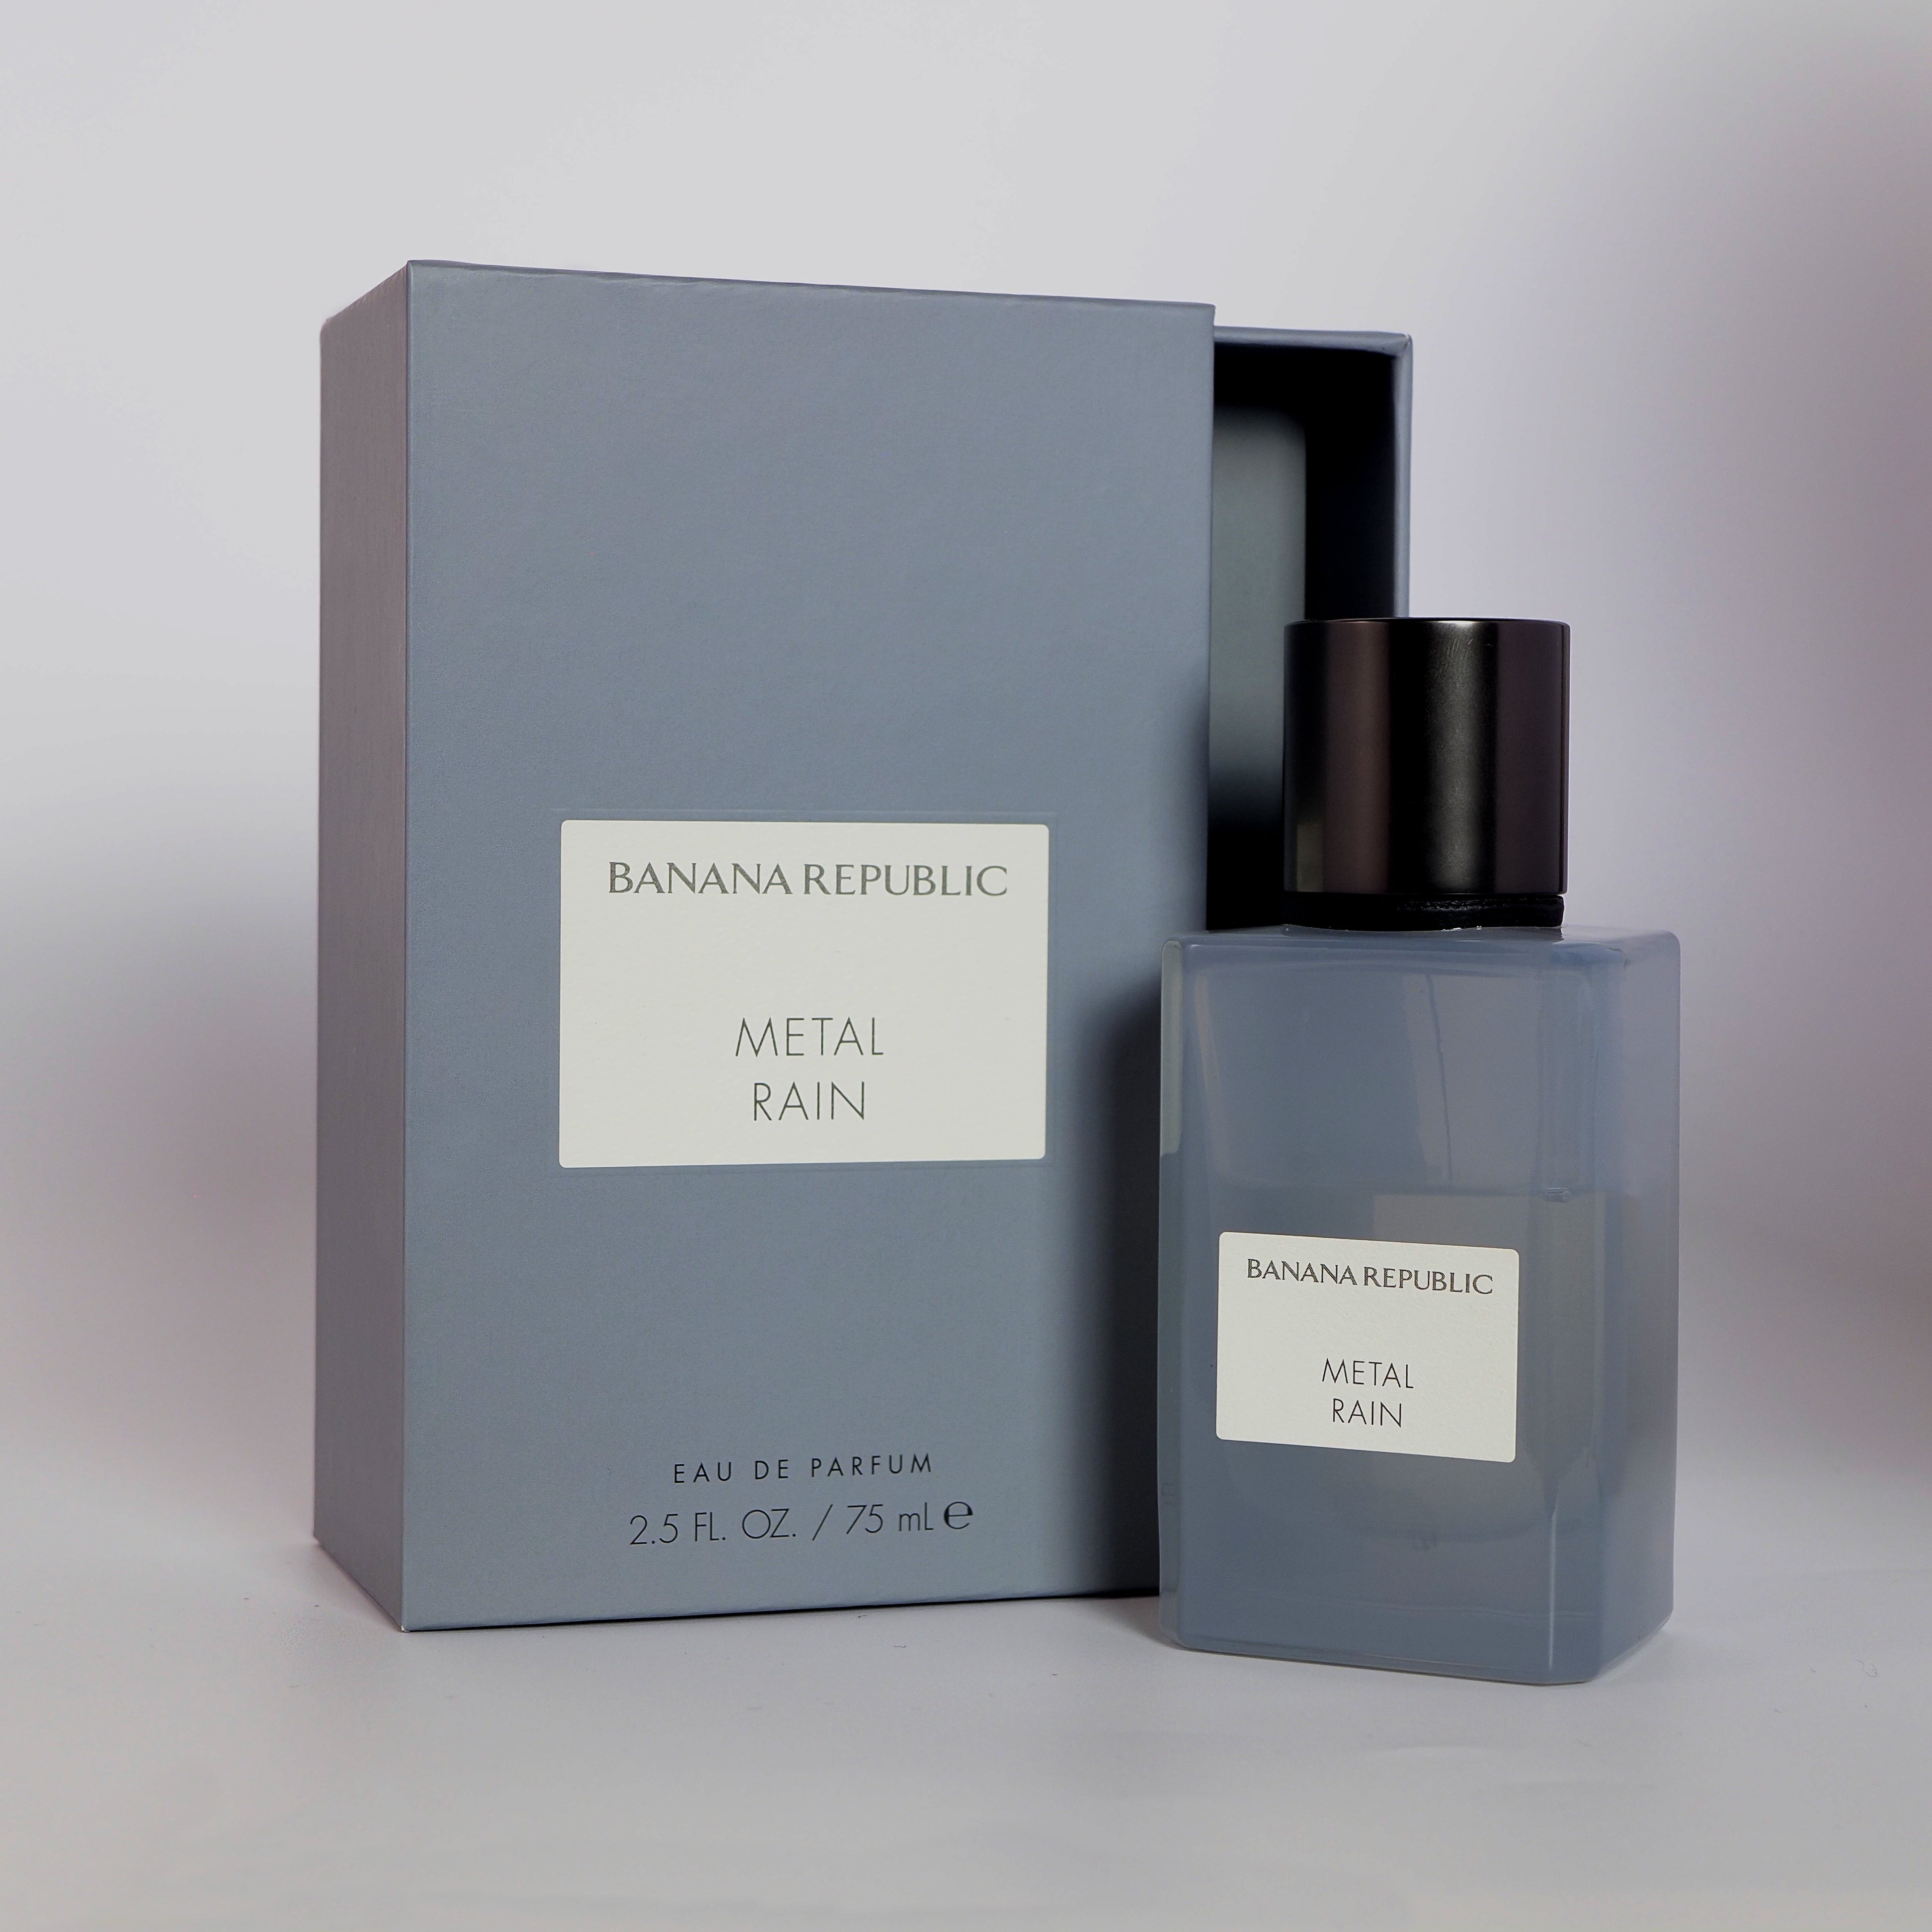 BANANA REPUBLIC
METAL
RAIN
EAU DE PARFUM
2.5 FL. OZ. / 75 mL ℮
BANANA REPUBLIC
METAL
RAIN